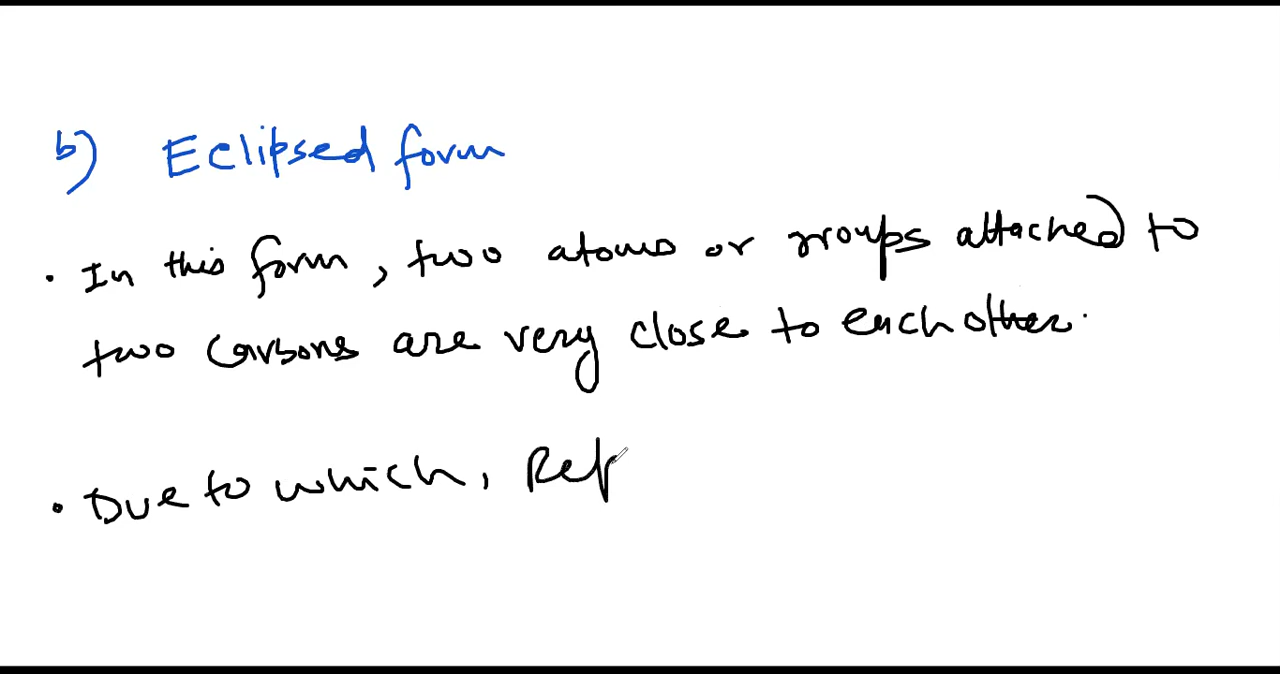 b) Eclipsed form
. In this form, two atoms or groups attached to
two carbons are very close to each other.
. Due to which, Rep